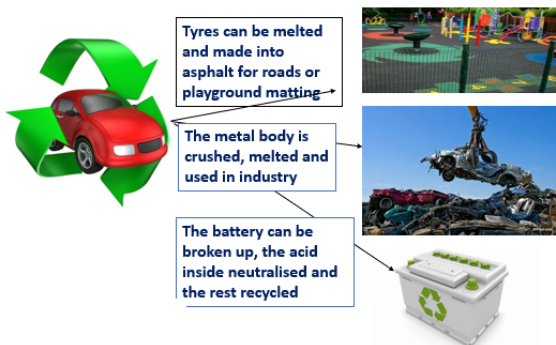 Tyres can be melted
and made into
asphalt for roads or
playground matting
The metal body is
crushed, melted and
used in industry
The battery can be
broken up, the acid
inside neutralised and
the rest recycled